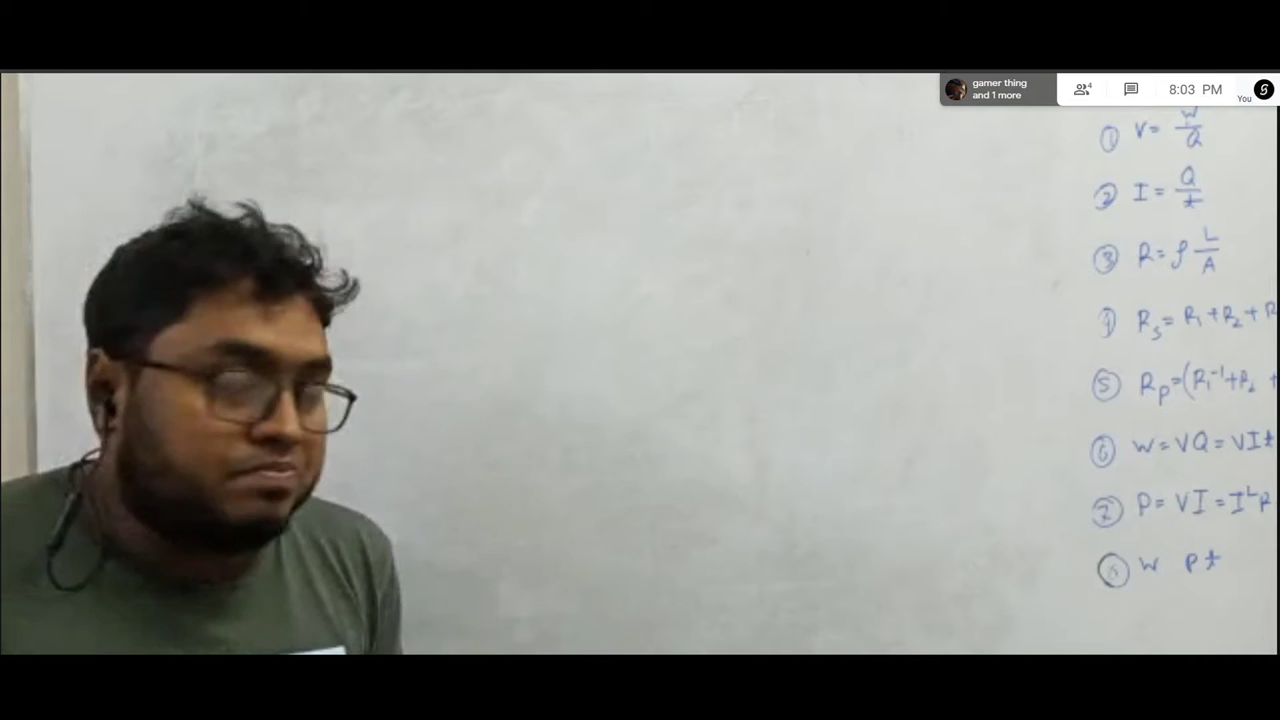 gamer thing
and 1 more
4
8:03 PM
You
① V = W/Q
② I = Q/t
③ R = ρ L/A
Rs = R1 + R2 + R
⑤ Rp = (R1⁻¹ + R2 +
⑥ W = VQ = VIt
⑦ P = VI = I²R
W Pt